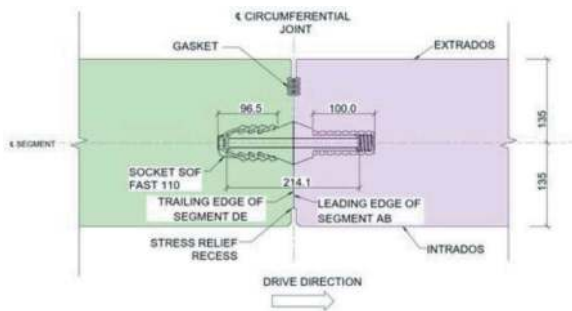 ℄ CIRCUMFERENTIAL
JOINT
GASKET
EXTRADOS
96.5
100.0
135
℄ SEGMENT
SOCKET SOF
FAST 110
214.1
135
TRAILING EDGE OF
SEGMENT DE
LEADING EDGE OF
SEGMENT AB
STRESS RELIEF
RECESS
INTRADOS
DRIVE DIRECTION